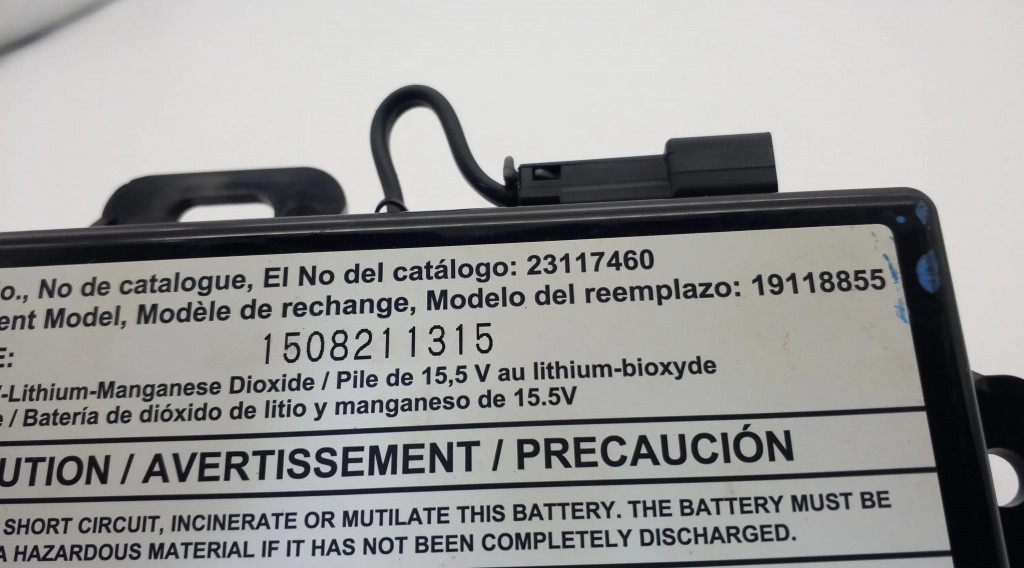 o., No de catalogue, El No del catálogo: 23117460
ent Model, Modèle de rechange, Modelo del reemplazo: 19118855
E: 1508211315
-Lithium-Manganese Dioxide / Pile de 15,5 V au lithium-bioxyde
e / Batería de dióxido de litio y manganeso de 15.5V
UTION / AVERTISSEMENT / PRECAUCIÓN
SHORT CIRCUIT, INCINERATE OR MUTILATE THIS BATTERY. THE BATTERY MUST BE
A HAZARDOUS MATERIAL IF IT HAS NOT BEEN COMPLETELY DISCHARGED.